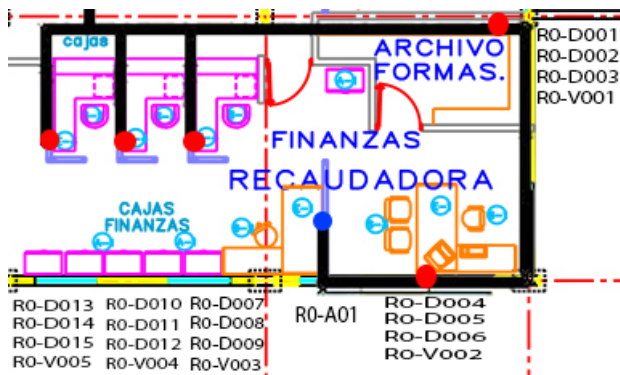 cajas
ARCHIVO
FORMAS.
R0-D001
R0-D002
R0-D003
R0-V001
FINANZAS
RECAUDADORA
CAJAS
FINANZAS
R0-D013 R0-D010 R0-D007
R0-D014 R0-D011 R0-D008
R0-D015 R0-D012 R0-D009
R0-V005 R0-V004 R0-V003
R0-A01
R0-D004
R0-D005
R0-D006
R0-V002